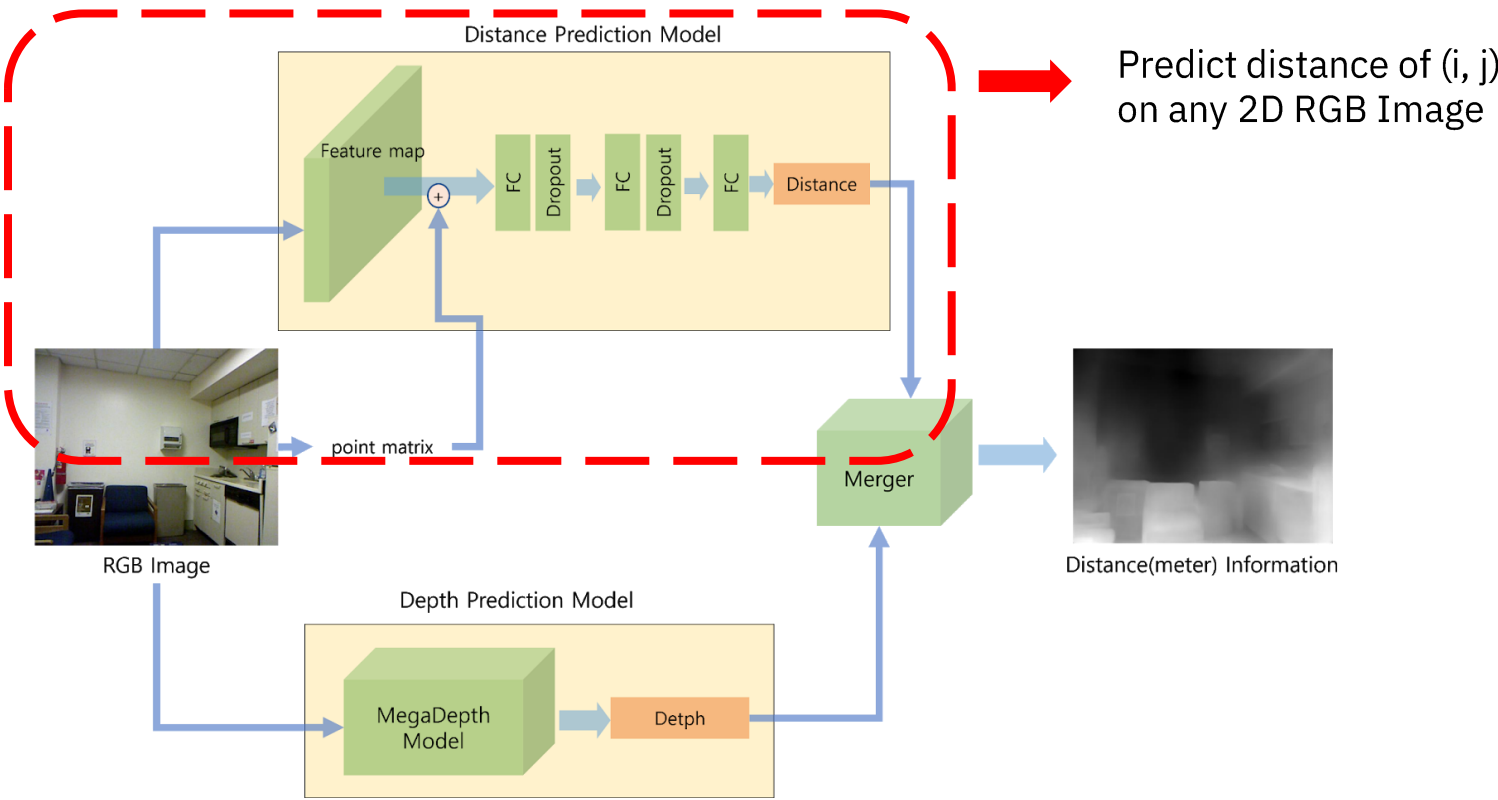 Distance Prediction Model
Predict distance of (i, j)
on any 2D RGB Image
Feature map
+
FC
Dropout
FC
Dropout
FC
Distance
point matrix
Merger
RGB Image
Distance(meter) Information
Depth Prediction Model
MegaDepth
Model
Detph